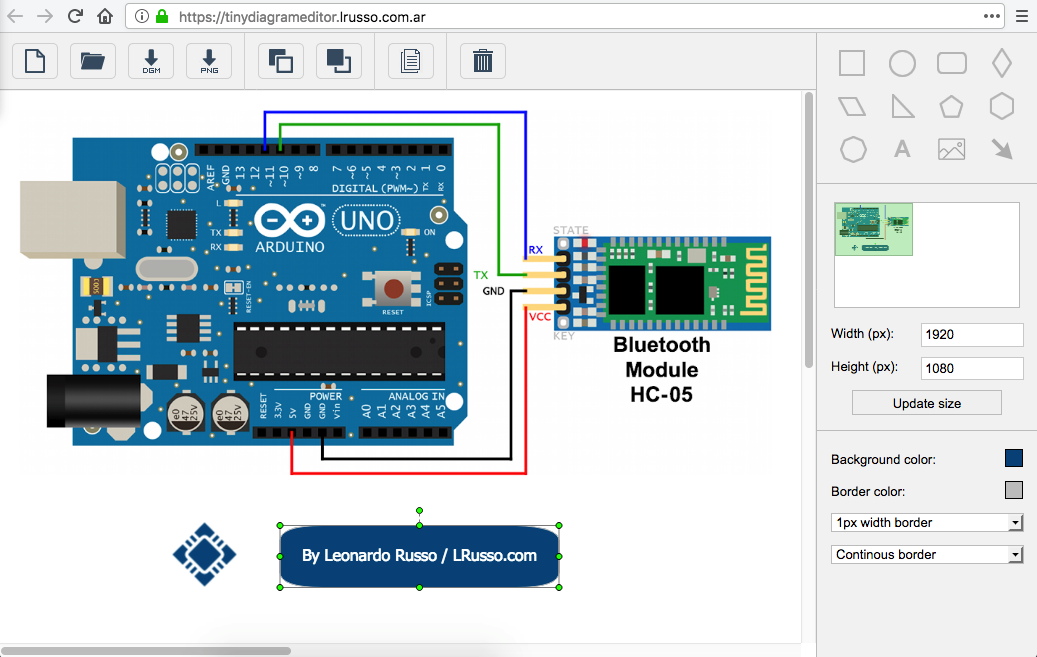 https://tinydiagrameditor.lrusso.com.ar
DGM
PNG
AREF
GND
13
12
~11
~10
~9
8
7
~6
~5
4
~3
2
1
0
TX
RX
DIGITAL (PWM~)
L
TX
RX
UNO
ON
ARDUINO
RESET-EN
RESET
ICSP
47
25V
47
25V
RESET
3.3V
5V
GND
GND
Vin
POWER
ANALOG IN
A0
A1
A2
A3
A4
A5
RX
TX
GND
VCC
STATE
KEY
Bluetooth
Module
HC-05
By Leonardo Russo / LRusso.com
Width (px):
1920
Height (px):
1080
Update size
Background color:
Border color:
1px width border
Continous border